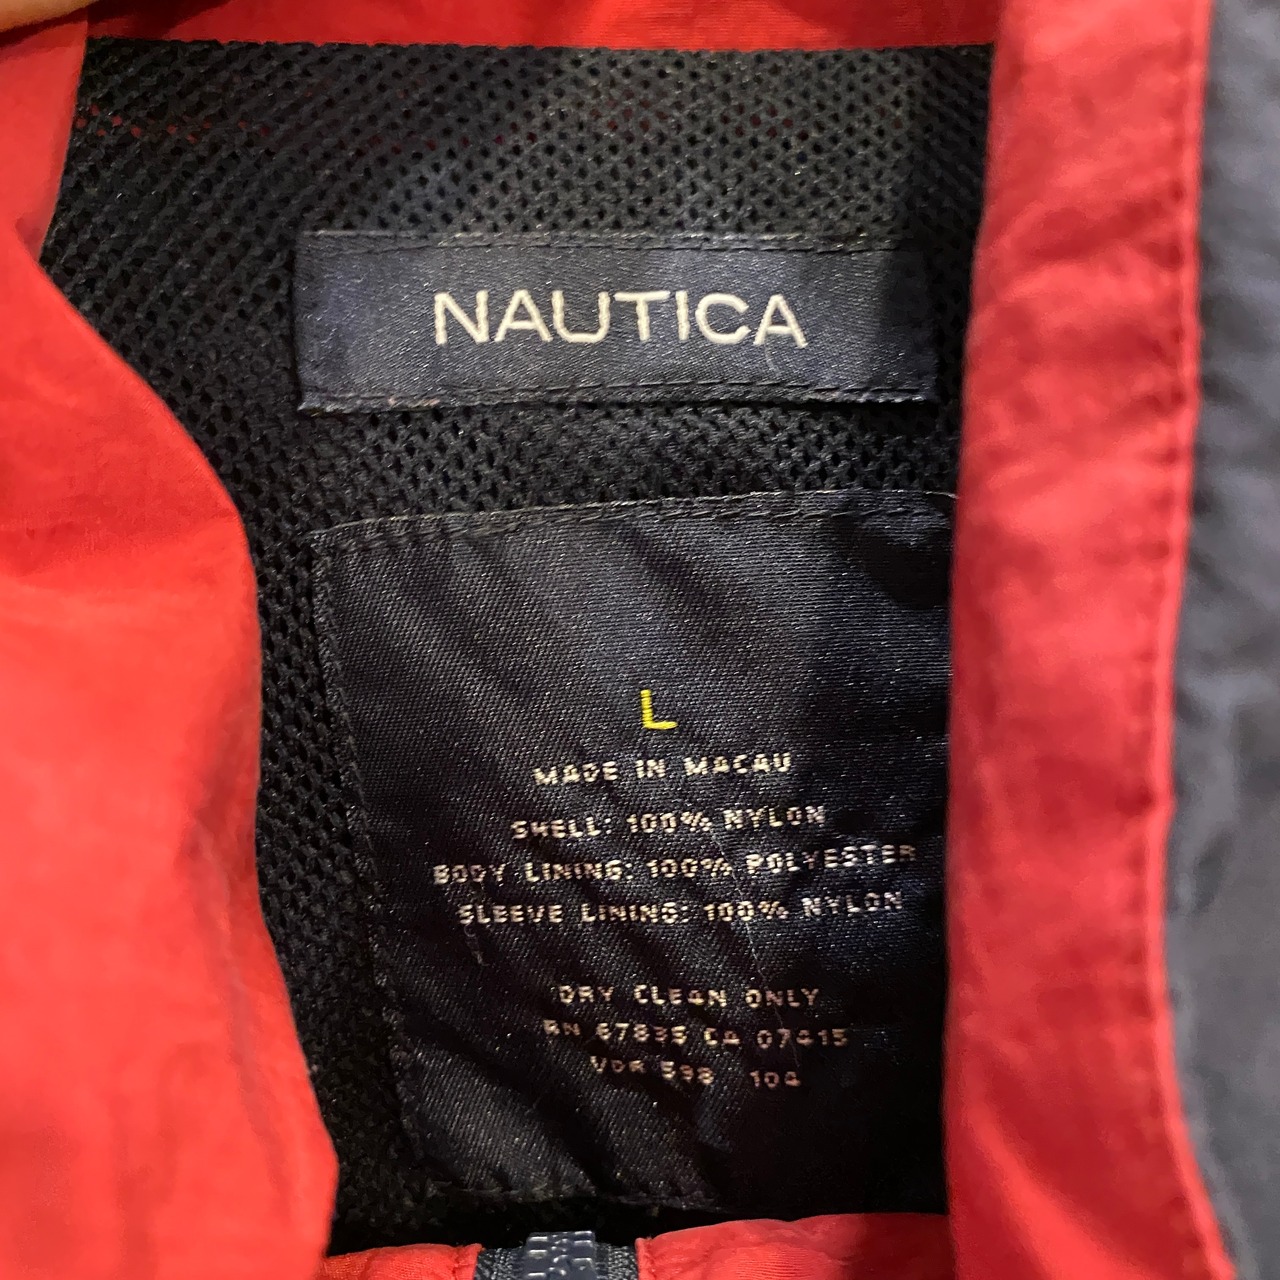 NAUTICA
L
MADE IN MACAU
SHELL: 100% NYLON
BODY LINING: 100% POLYESTER
SLEEVE LINING: 100% NYLON
DRY CLEAN ONLY
RN 67835 CA 07415
VDR 598 104